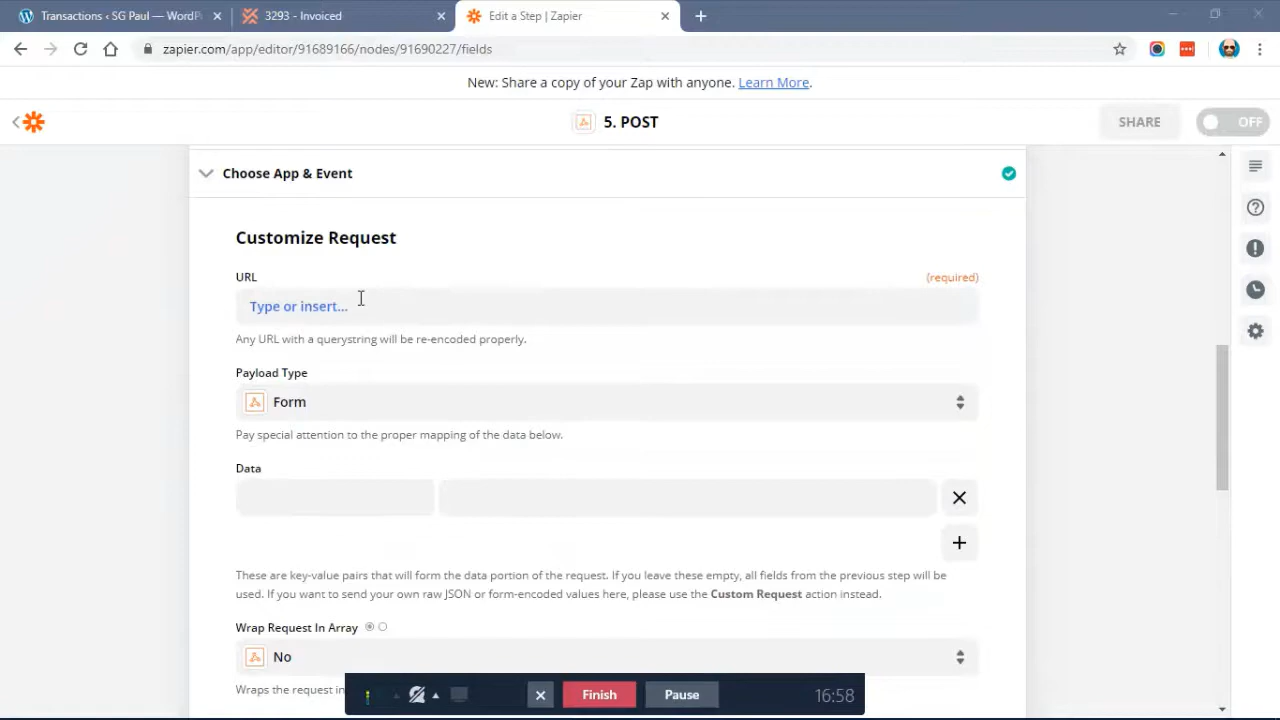 Transactions ‹ SG Paul — WordP
3293 - Invoiced
Edit a Step | Zapier
zapier.com/app/editor/91689166/nodes/91690227/fields
New: Share a copy of your Zap with anyone. Learn More.
5. POST
SHARE
OFF
Choose App & Event
Customize Request
URL
(required)
Type or insert...
Any URL with a querystring will be re-encoded properly.
Payload Type
Form
Pay special attention to the proper mapping of the data below.
Data
These are key-value pairs that will form the data portion of the request. If you leave these empty, all fields from the previous step will be
used. If you want to send your own raw JSON or form-encoded values here, please use the Custom Request action instead.
Wrap Request In Array
No
Wraps the request in
Finish
Pause
16:58